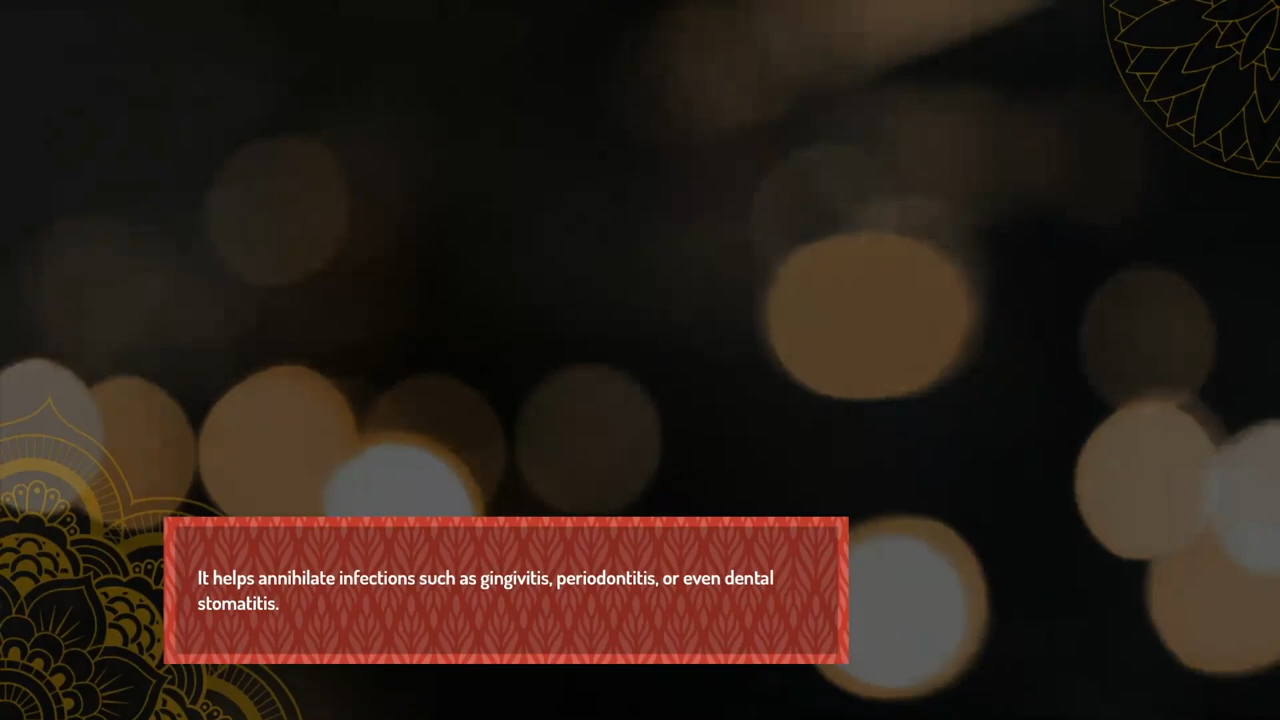 It helps annihilate infections such as gingivitis, periodontitis, or even dental
stomatitis.